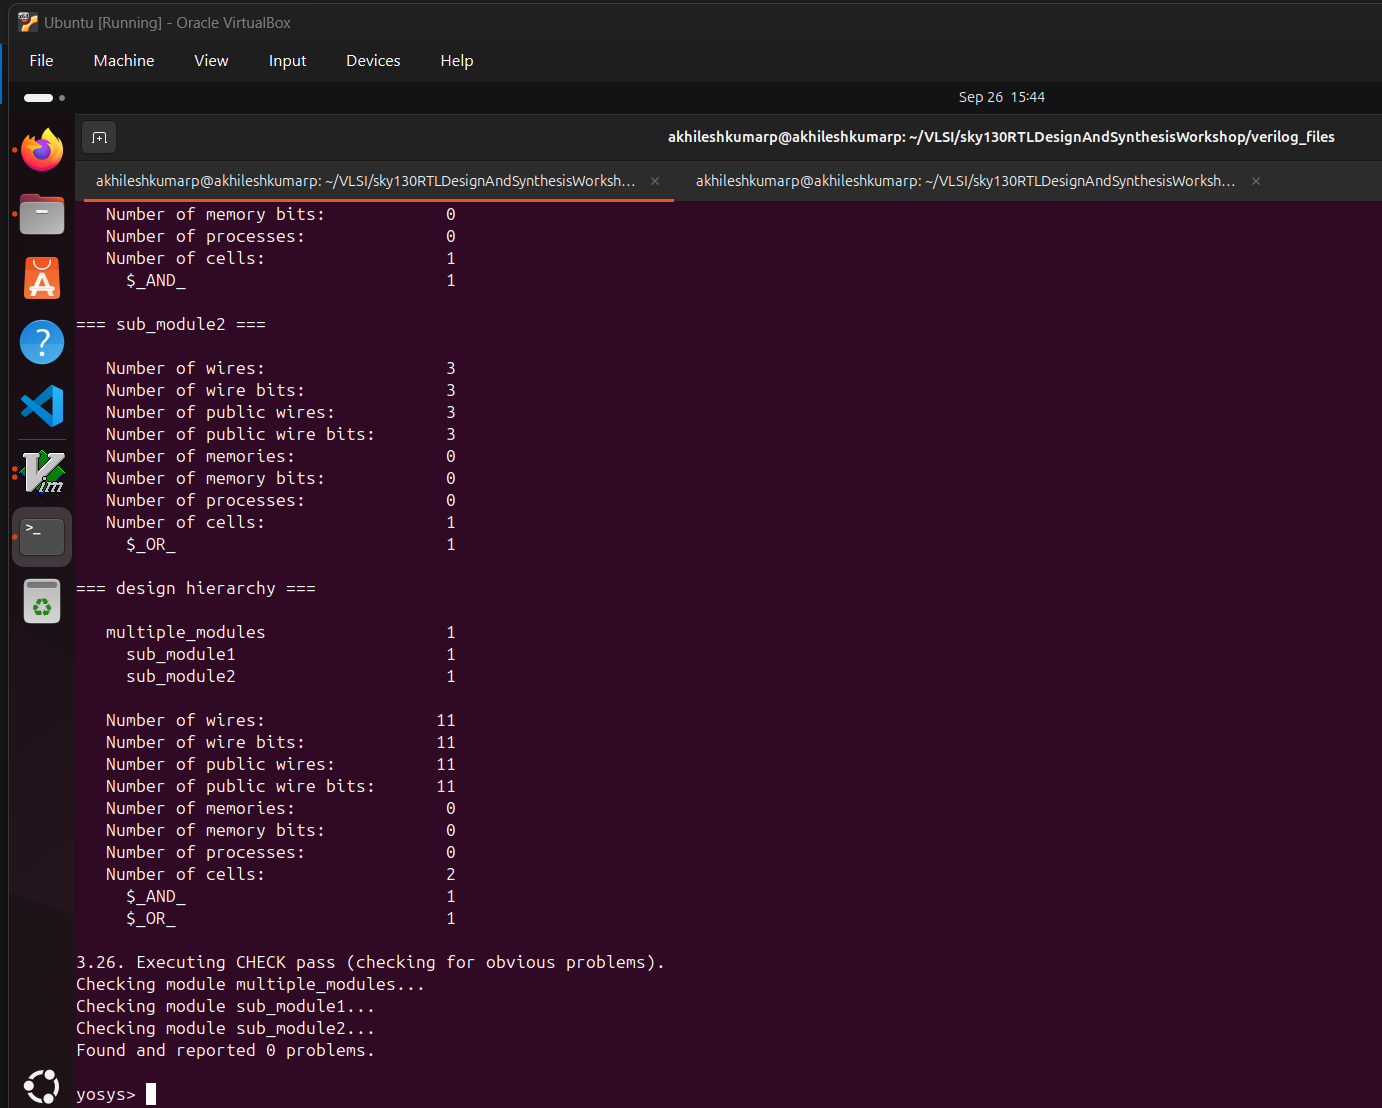 Ubuntu [Running] - Oracle VirtualBox
File Machine View Input Devices Help
Sep 26 15:44
akhileshkumarp@akhileshkumarp: ~/VLSI/sky130RTLDesignAndSynthesisWorkshop/verilog_files
akhileshkumarp@akhileshkumarp: ~/VLSI/sky130RTLDesignAndSynthesisWorksh... × akhileshkumarp@akhileshkumarp: ~/VLSI/sky130RTLDesignAndSynthesisWorksh... ×
Number of memory bits: 0
Number of processes: 0
Number of cells: 1
$_AND_ 1
=== sub_module2 ===
Number of wires: 3
Number of wire bits: 3
Number of public wires: 3
Number of public wire bits: 3
Number of memories: 0
Number of memory bits: 0
Number of processes: 0
Number of cells: 1
$_OR_ 1
=== design hierarchy ===
multiple_modules 1
sub_module1 1
sub_module2 1
Number of wires: 11
Number of wire bits: 11
Number of public wires: 11
Number of public wire bits: 11
Number of memories: 0
Number of memory bits: 0
Number of processes: 0
Number of cells: 2
$_AND_ 1
$_OR_ 1
3.26. Executing CHECK pass (checking for obvious problems).
Checking module multiple_modules...
Checking module sub_module1...
Checking module sub_module2...
Found and reported 0 problems.
yosys>